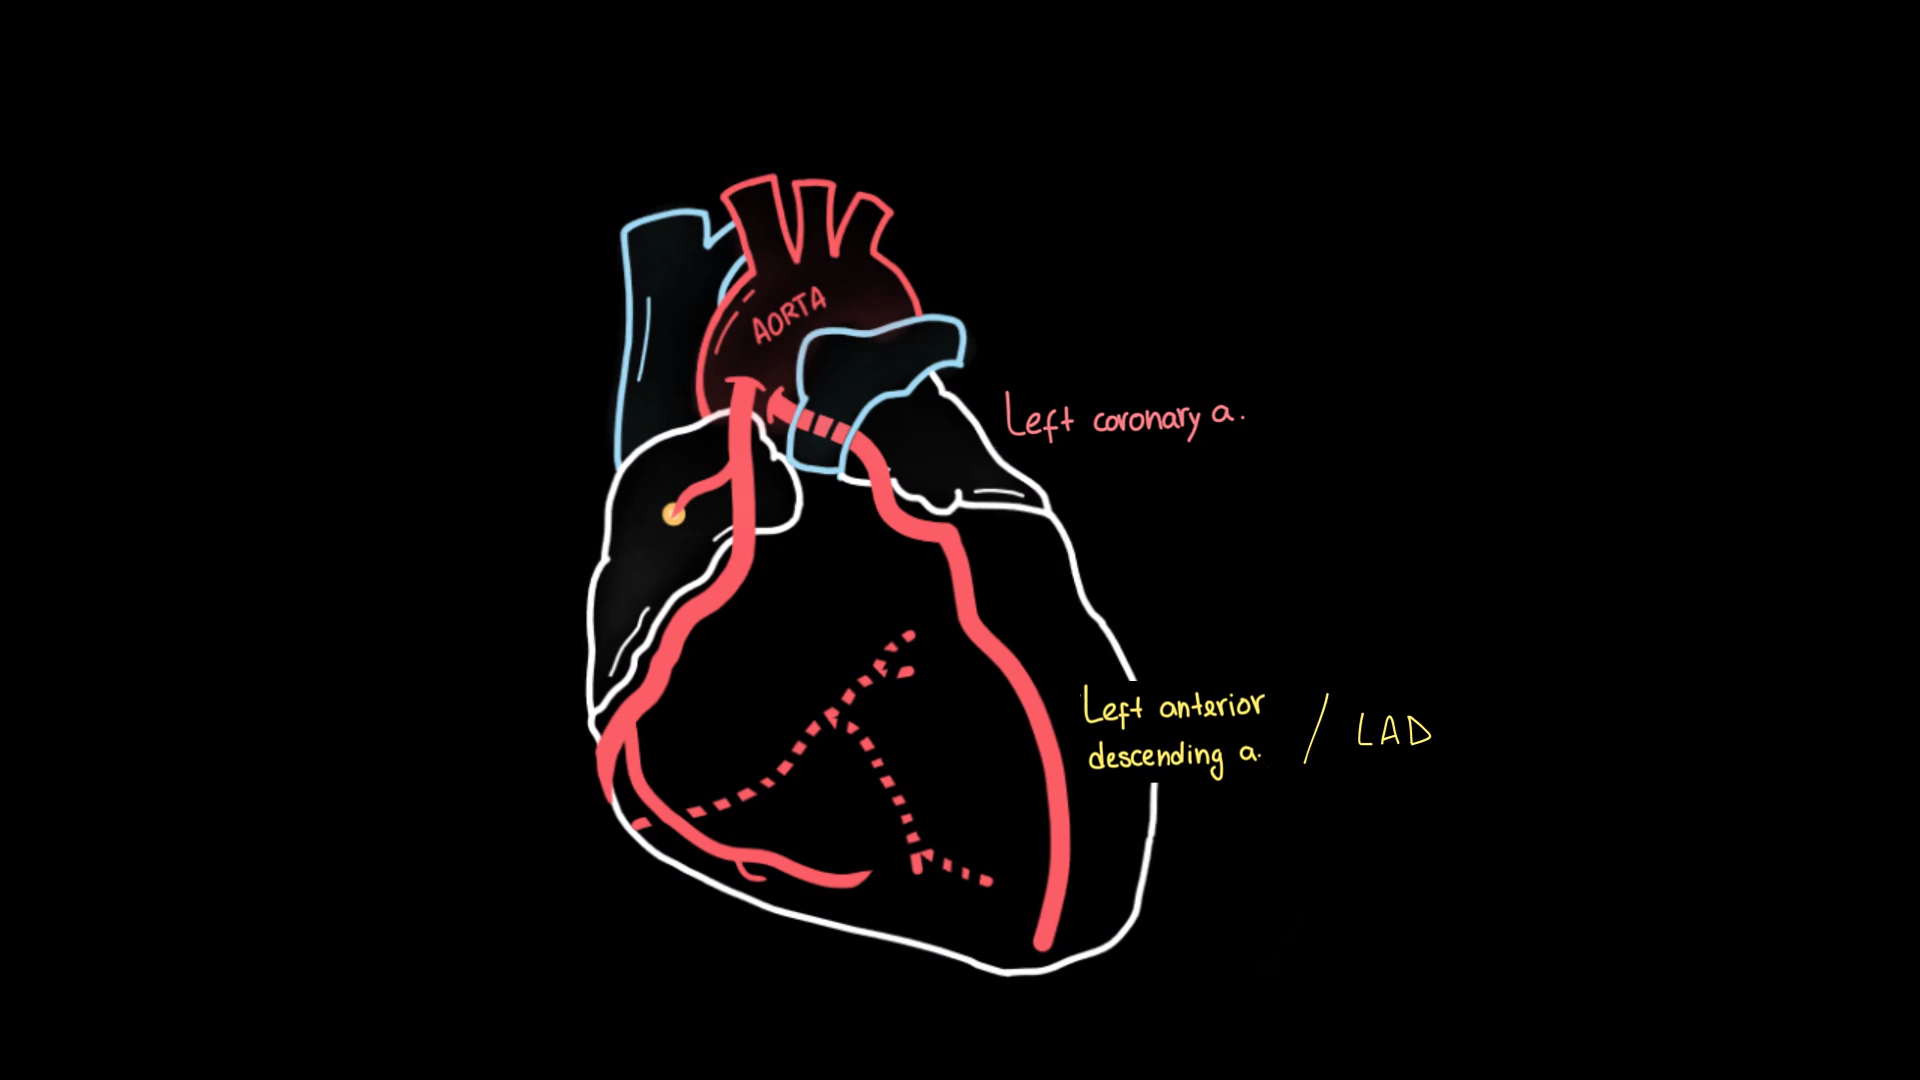 AORTA
Left coronary a.
Left anterior
descending a. / LAD